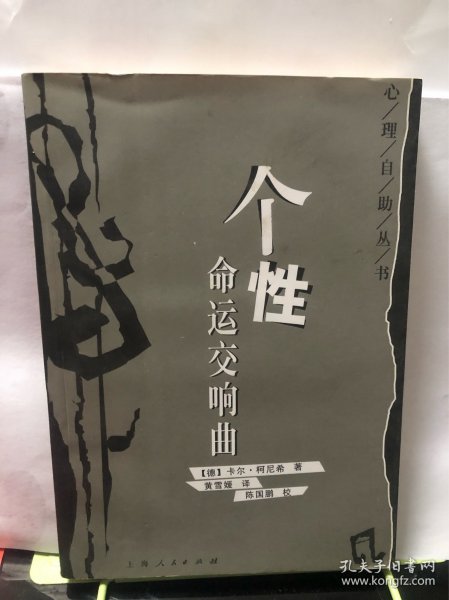 心/理/自/助/丛/书
个性
命运交响曲
【德】卡尔·柯尼希 著
黄雪媛 译
陈国鹏 校
上海人民出版社
孔夫子旧书网
www.kongfz.com